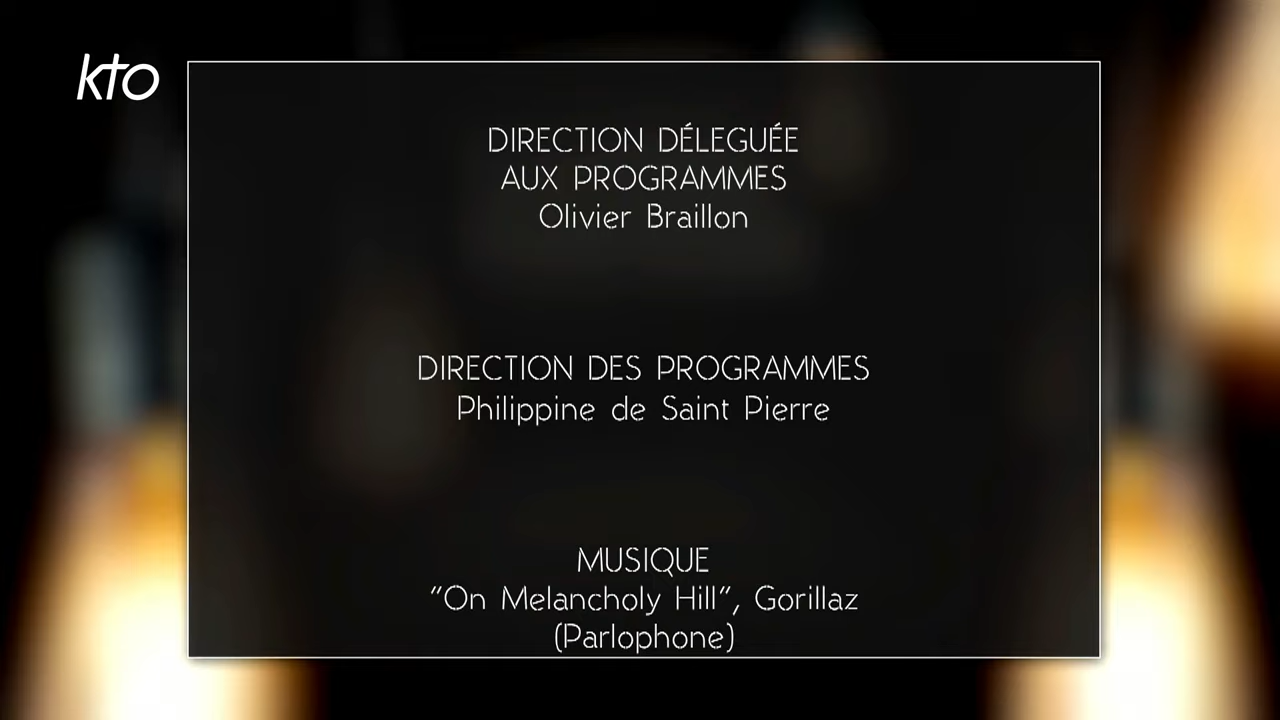 kto
DIRECTION DÉLEGUÉE
AUX PROGRAMMES
Olivier Braillon
DIRECTION DES PROGRAMMES
Philippine de Saint Pierre
MUSIQUE
“On Melancholy Hill”, Gorillaz
(Parlophone)